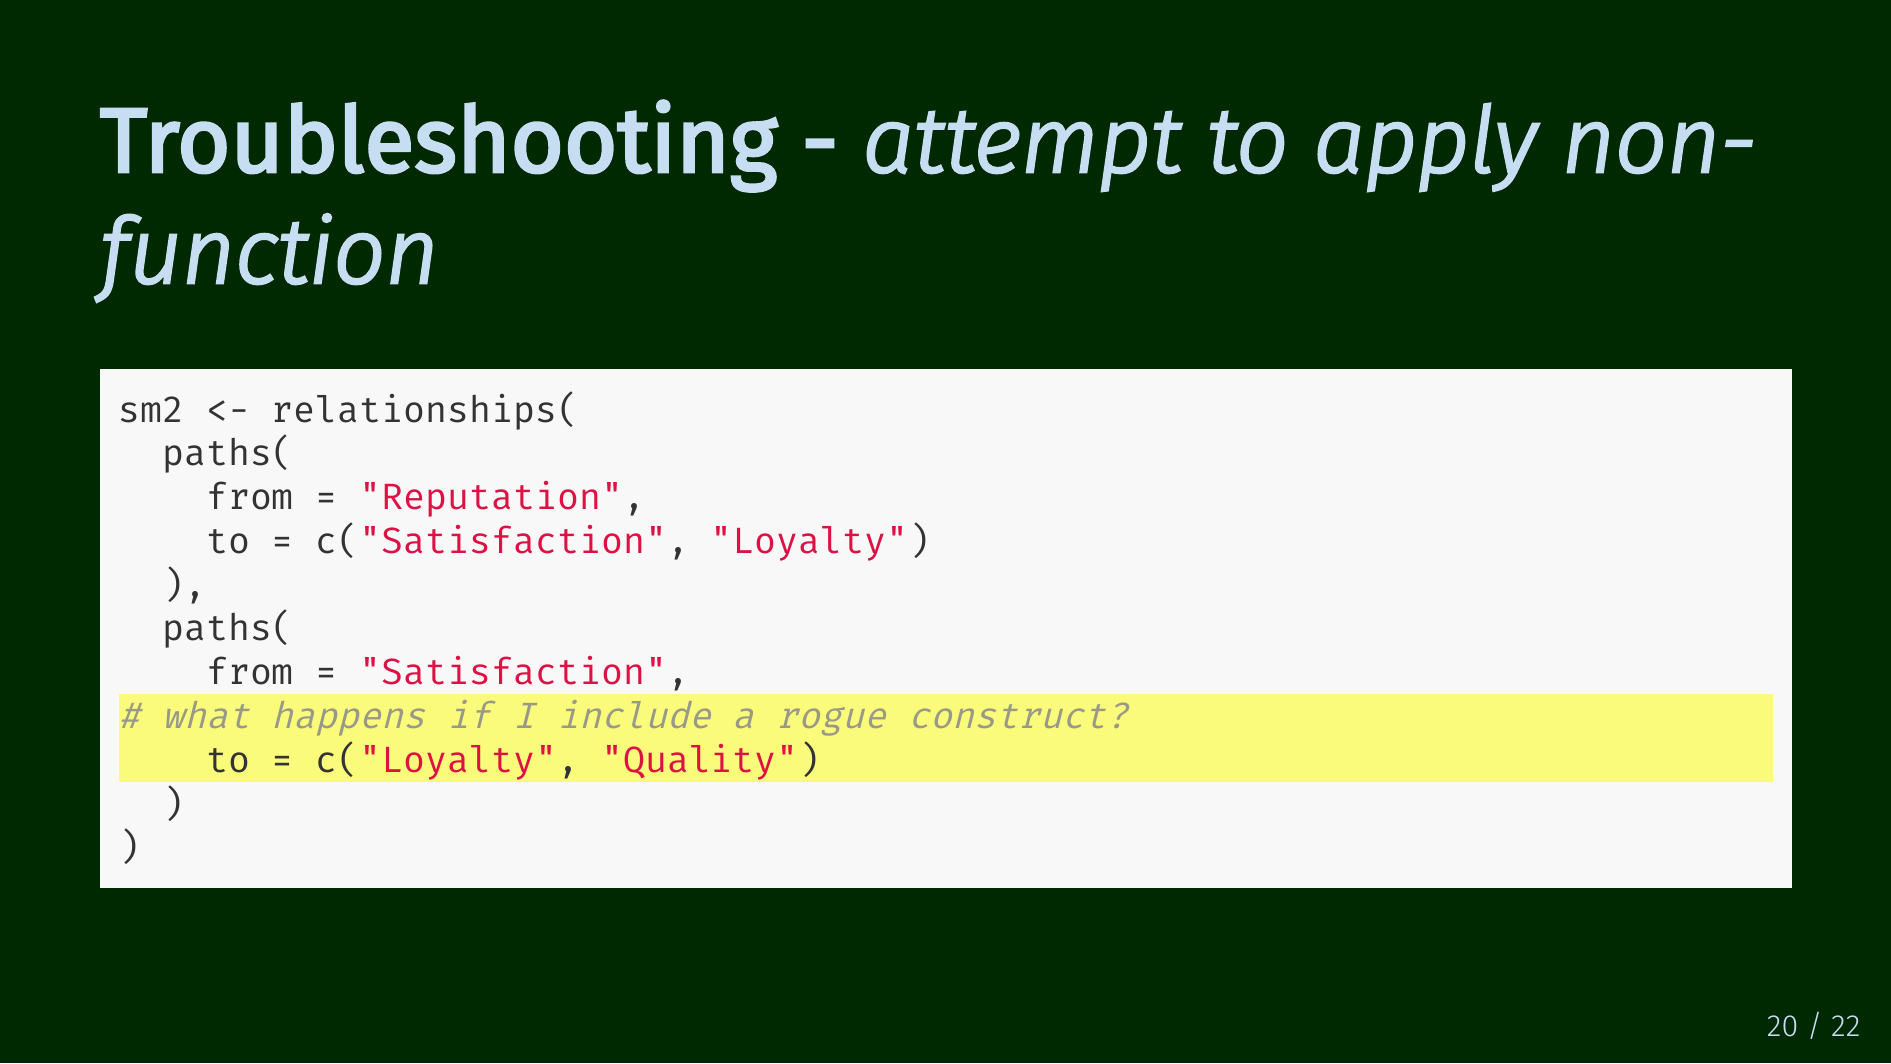 Troubleshooting - attempt to apply non-
function
sm2 <- relationships(
  paths(
    from = "Reputation",
    to = c("Satisfaction", "Loyalty")
  ),
  paths(
    from = "Satisfaction",
# what happens if I include a rogue construct?
    to = c("Loyalty", "Quality")
  )
)
20 / 22